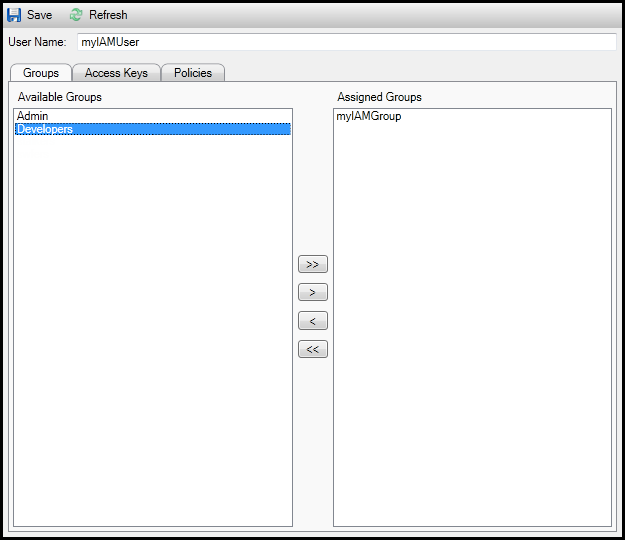 Save Refresh
User Name: myIAMUser
Groups Access Keys Policies
Available Groups Assigned Groups
Admin myIAMGroup
Developers
>>
>
<
<<